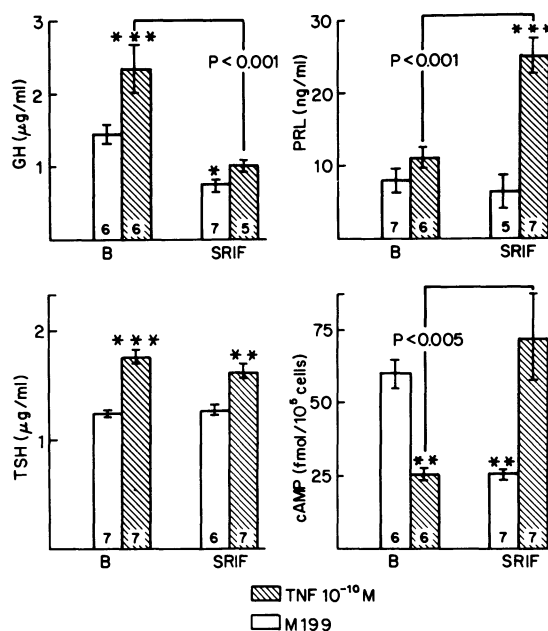 3
2
1
GH (μg/ml)
***
P<0.001
*
6
6
7
5
B
SRIF
30
20
10
PRL (ng/ml)
***
P<0.001
7
6
5
7
B
SRIF
2
1
TSH (μg/ml)
***
**
7
7
6
7
B
SRIF
75
50
25
cAMP (fmol/10⁵ cells)
P<0.005
**
**
6
6
7
7
B
SRIF
TNF 10⁻¹⁰M
M199